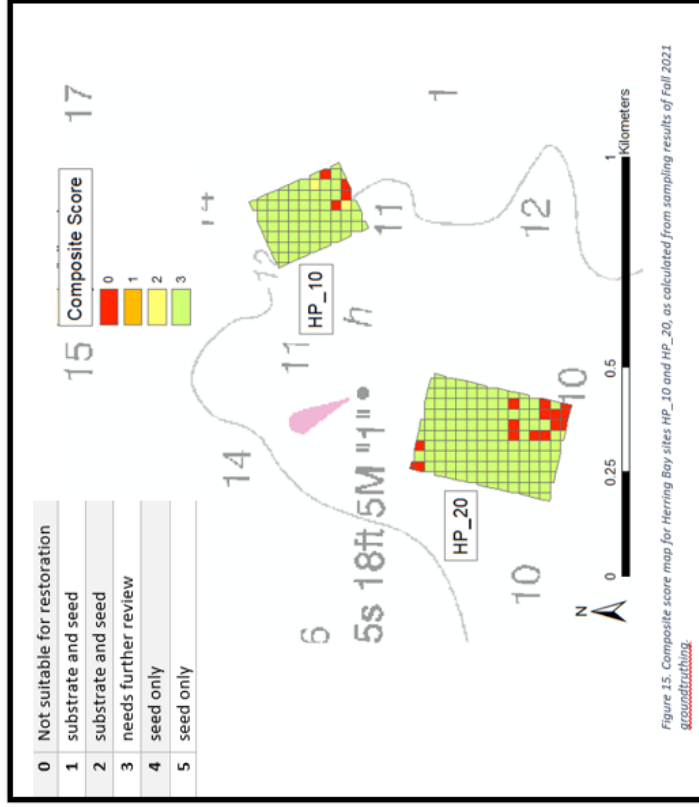 0 Not suitable for restoration
1 substrate and seed
2 substrate and seed
3 needs further review
4 seed only
5 seed only
Composite Score
0
1
2
3
15
17
14
14
12
11
HP_10
h
6
5s 18ft 5M "1"
11
1
HP_20
10
10
12
N
0 0.25 0.5 1
Kilometers
Figure 15. Composite score map for Herring Bay sites HP_10 and HP_20, as calculated from sampling results of Fall 2021
groundtruthing.